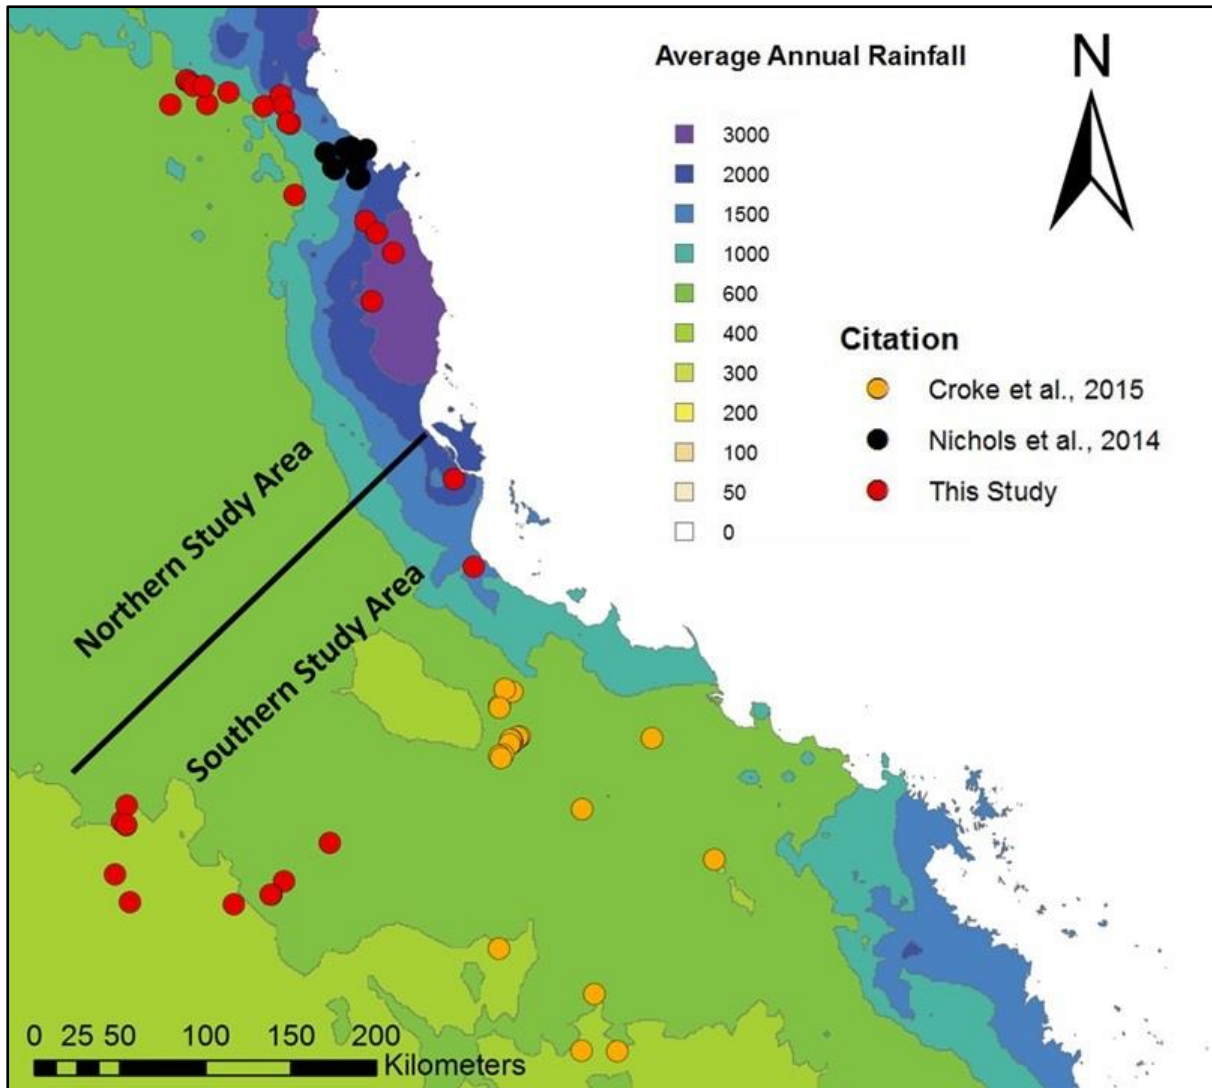 Average Annual Rainfall
N
3000
2000
1500
1000
600
400
300
200
100
50
0
Citation
Croke et al., 2015
Nichols et al., 2014
This Study
Northern Study Area
Southern Study Area
0 25 50 100 150 200
Kilometers